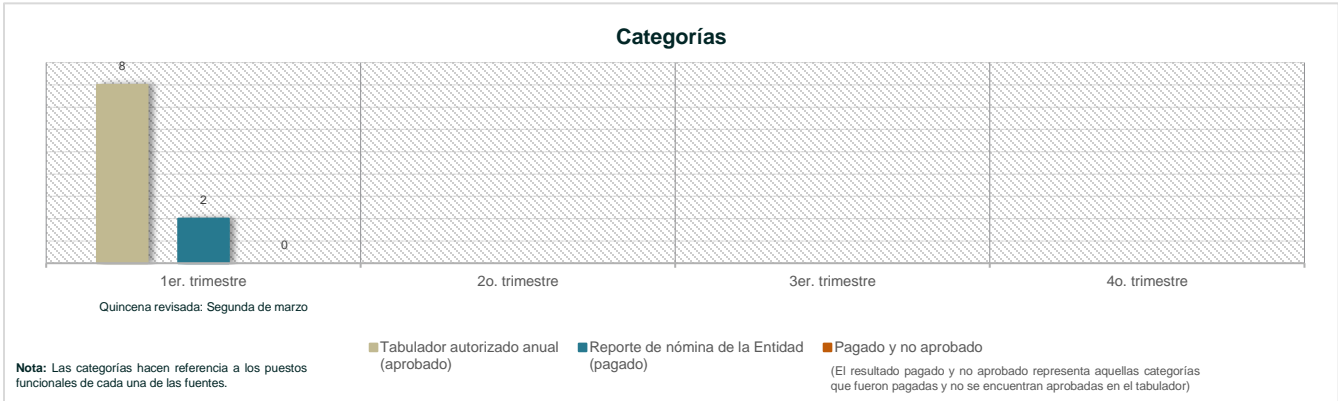 Categorías
8
2
0
1er. trimestre
2o. trimestre
3er. trimestre
4o. trimestre
Quincena revisada: Segunda de marzo
Tabulador autorizado anual
(aprobado)
Reporte de nómina de la Entidad
(pagado)
Pagado y no aprobado
(El resultado pagado y no aprobado representa aquellas categorías
que fueron pagadas y no se encuentran aprobadas en el tabulador)
Nota: Las categorías hacen referencia a los puestos
funcionales de cada una de las fuentes.